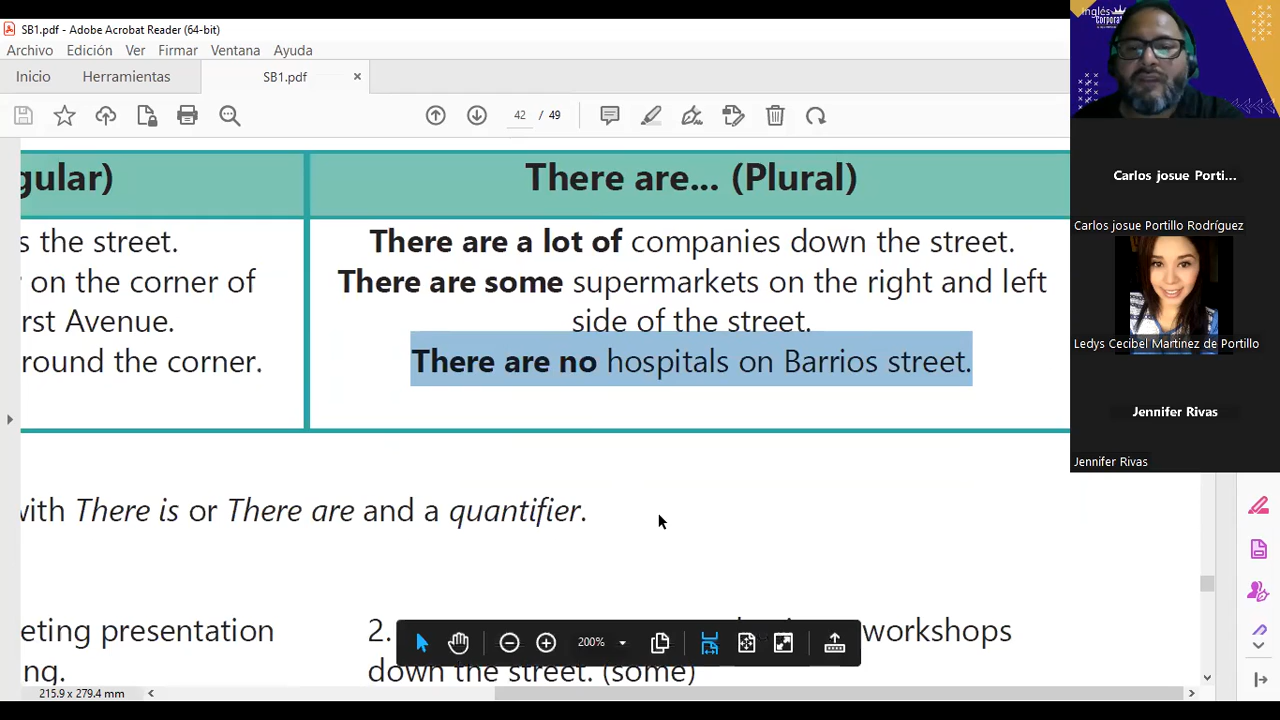 SB1.pdf - Adobe Acrobat Reader (64-bit)
Archivo Edición Ver Firmar Ventana Ayuda
Inicio Herramientas SB1.pdf ×
42 / 49
gular) There are... (Plural)
s the street.
on the corner of
rst Avenue.
round the corner.
There are a lot of companies down the street.
There are some supermarkets on the right and left
side of the street.
There are no hospitals on Barrios street.
with There is or There are and a quantifier.
eting presentation
ng.
2. workshops
down the street. (some)
200%
215.9 x 279.4 mm
Inglés
Corporativo
Carlos josue Porti...
Carlos josue Portillo Rodríguez
Ledys Cecibel Martinez de Portillo
Jennifer Rivas
Jennifer Rivas